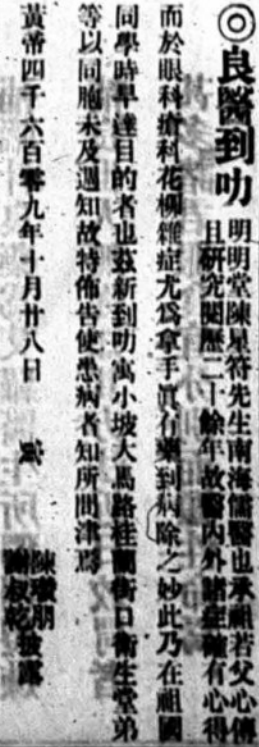 ◎良醫到叻
明明堂陳星符先生南海儒醫也承祖若父心傳
且研究閱歷二十餘年故醫內外諸症確有心得
而於眼科瘡科花柳雜症尤爲拿手眞有藥到病除之妙此乃在祖國
同學時早達目的者也茲新到叻寓小坡大馬路桂蘭街口衛生堂弟
等以同胞未及週知故特佈告使患病者知所問津焉
黃帝四千六百零九年十月廿八日
陳 朋
謝叔乾
披露